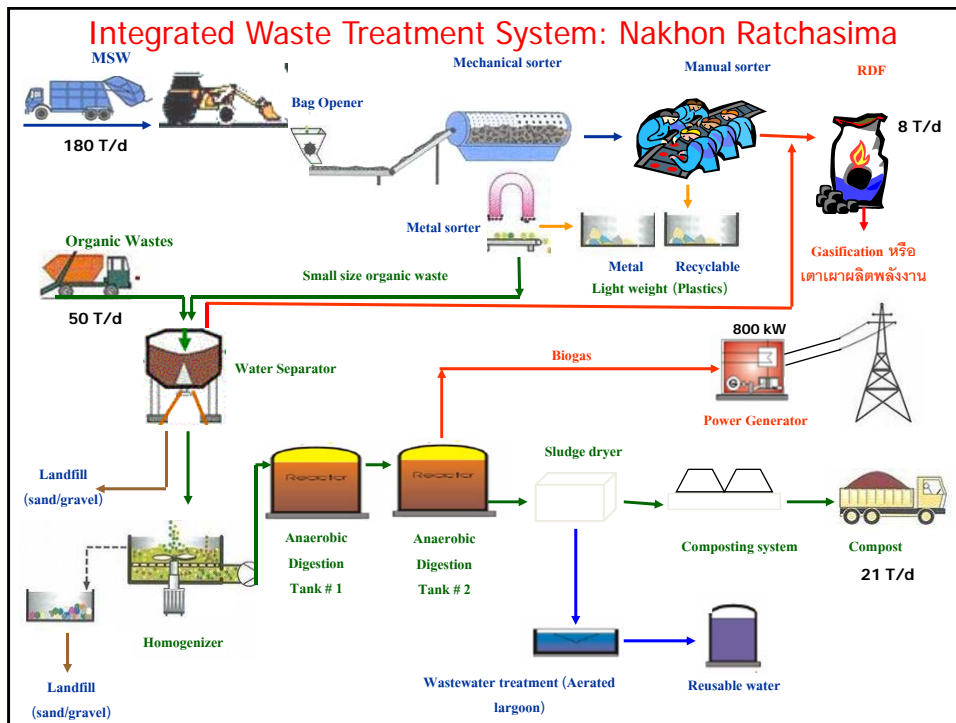 Integrated Waste Treatment System: Nakhon Ratchasima
MSW
Mechanical sorter
Manual sorter
RDF
Bag Opener
180 T/d
8 T/d
Metal sorter
Organic Wastes
Small size organic waste
Metal
Recyclable
Light weight (Plastics)
Gasification หรือ
เตาเผาผลิตพลังงาน
50 T/d
800 kW
Water Separator
Biogas
Power Generator
Landfill
(sand/gravel)
Reactor
Reactor
Sludge dryer
Anaerobic
Digestion
Tank # 1
Anaerobic
Digestion
Tank # 2
Composting system
Compost
21 T/d
Homogenizer
Landfill
(sand/gravel)
Wastewater treatment (Aerated
largoon)
Reusable water